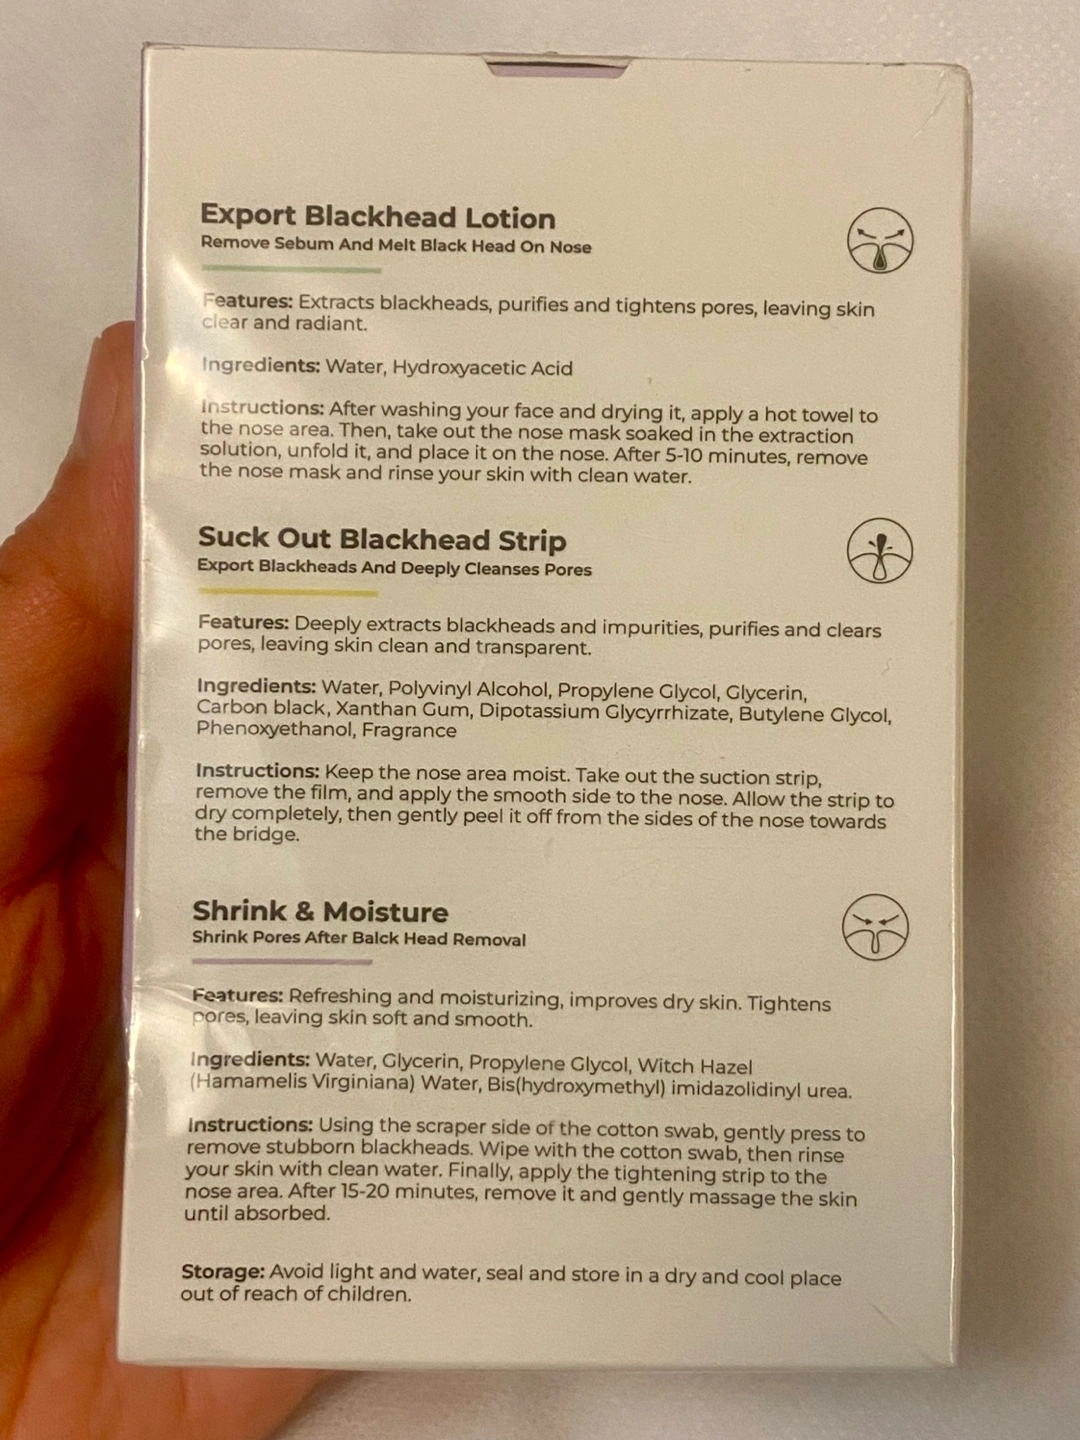 Export Blackhead Lotion
Remove Sebum And Melt Black Head On Nose
Features: Extracts blackheads, purifies and tightens pores, leaving skin
clear and radiant.
Ingredients: Water, Hydroxyacetic Acid
Instructions: After washing your face and drying it, apply a hot towel to
the nose area. Then, take out the nose mask soaked in the extraction
solution, unfold it, and place it on the nose. After 5-10 minutes, remove
the nose mask and rinse your skin with clean water.
Suck Out Blackhead Strip
Export Blackheads And Deeply Cleanses Pores
Features: Deeply extracts blackheads and impurities, purifies and clears
pores, leaving skin clean and transparent.
Ingredients: Water, Polyvinyl Alcohol, Propylene Glycol, Glycerin,
Carbon black, Xanthan Gum, Dipotassium Glycyrrhizate, Butylene Glycol,
Phenoxyethanol, Fragrance
Instructions: Keep the nose area moist. Take out the suction strip,
remove the film, and apply the smooth side to the nose. Allow the strip to
dry completely, then gently peel it off from the sides of the nose towards
the bridge.
Shrink & Moisture
Shrink Pores After Balck Head Removal
Features: Refreshing and moisturizing, improves dry skin. Tightens
pores, leaving skin soft and smooth.
Ingredients: Water, Glycerin, Propylene Glycol, Witch Hazel
(Hamamelis Virginiana) Water, Bis(hydroxymethyl) imidazolidinyl urea.
Instructions: Using the scraper side of the cotton swab, gently press to
remove stubborn blackheads. Wipe with the cotton swab, then rinse
your skin with clean water. Finally, apply the tightening strip to the
nose area. After 15-20 minutes, remove it and gently massage the skin
until absorbed.
Storage: Avoid light and water, seal and store in a dry and cool place
out of reach of children.